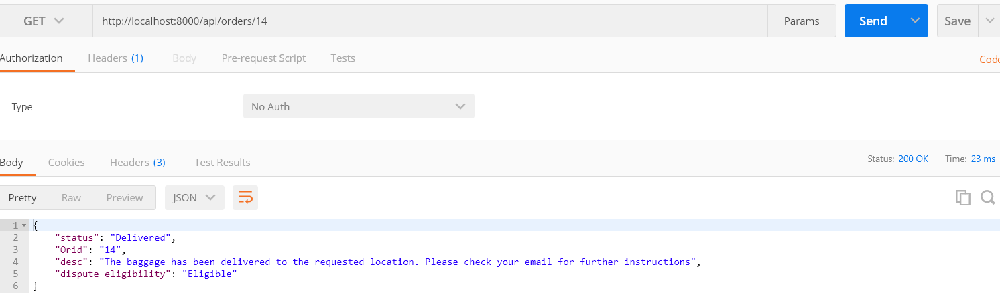 GET http://localhost:8000/api/orders/14 Params Send Save
Authorization Headers (1) Body Pre-request Script Tests Code
Type No Auth
Body Cookies Headers (3) Test Results Status: 200 OK Time: 23 ms
Pretty Raw Preview JSON
1 {
2 "status": "Delivered",
3 "Orid": "14",
4 "desc": "The baggage has been delivered to the requested location. Please check your email for further instructions",
5 "dispute eligibility": "Eligible"
6 }